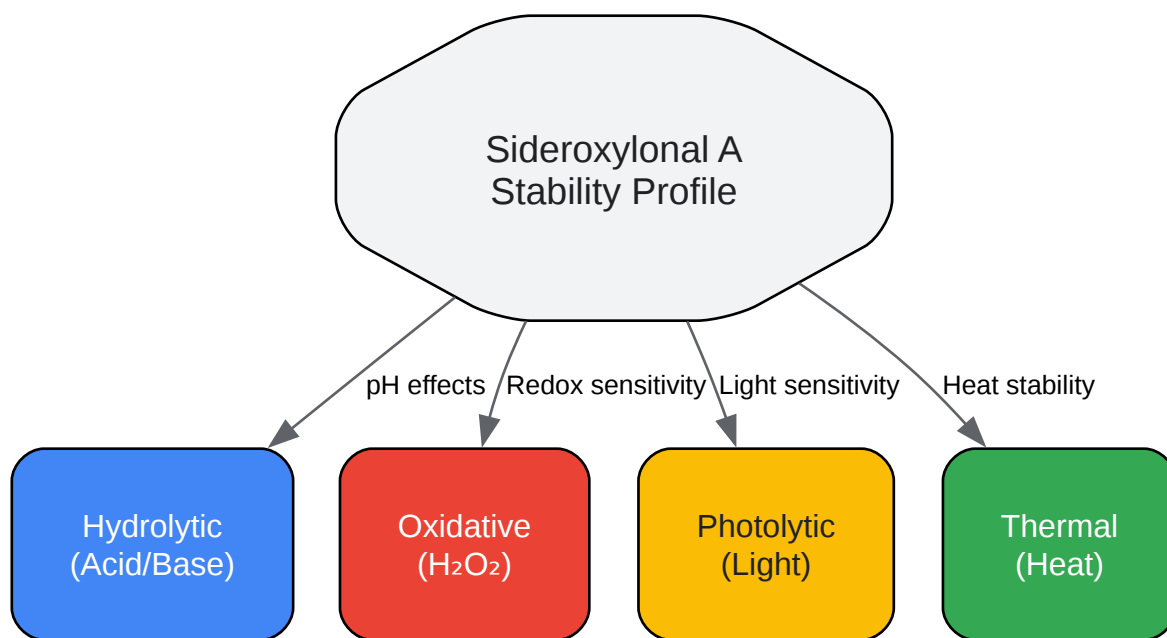 Sideroxylonal A
Stability Profile
pH effects
Redox sensitivity
Light sensitivity
Heat stability
Hydrolytic
(Acid/Base)
Oxidative
(H₂O₂)
Photolytic
(Light)
Thermal
(Heat)